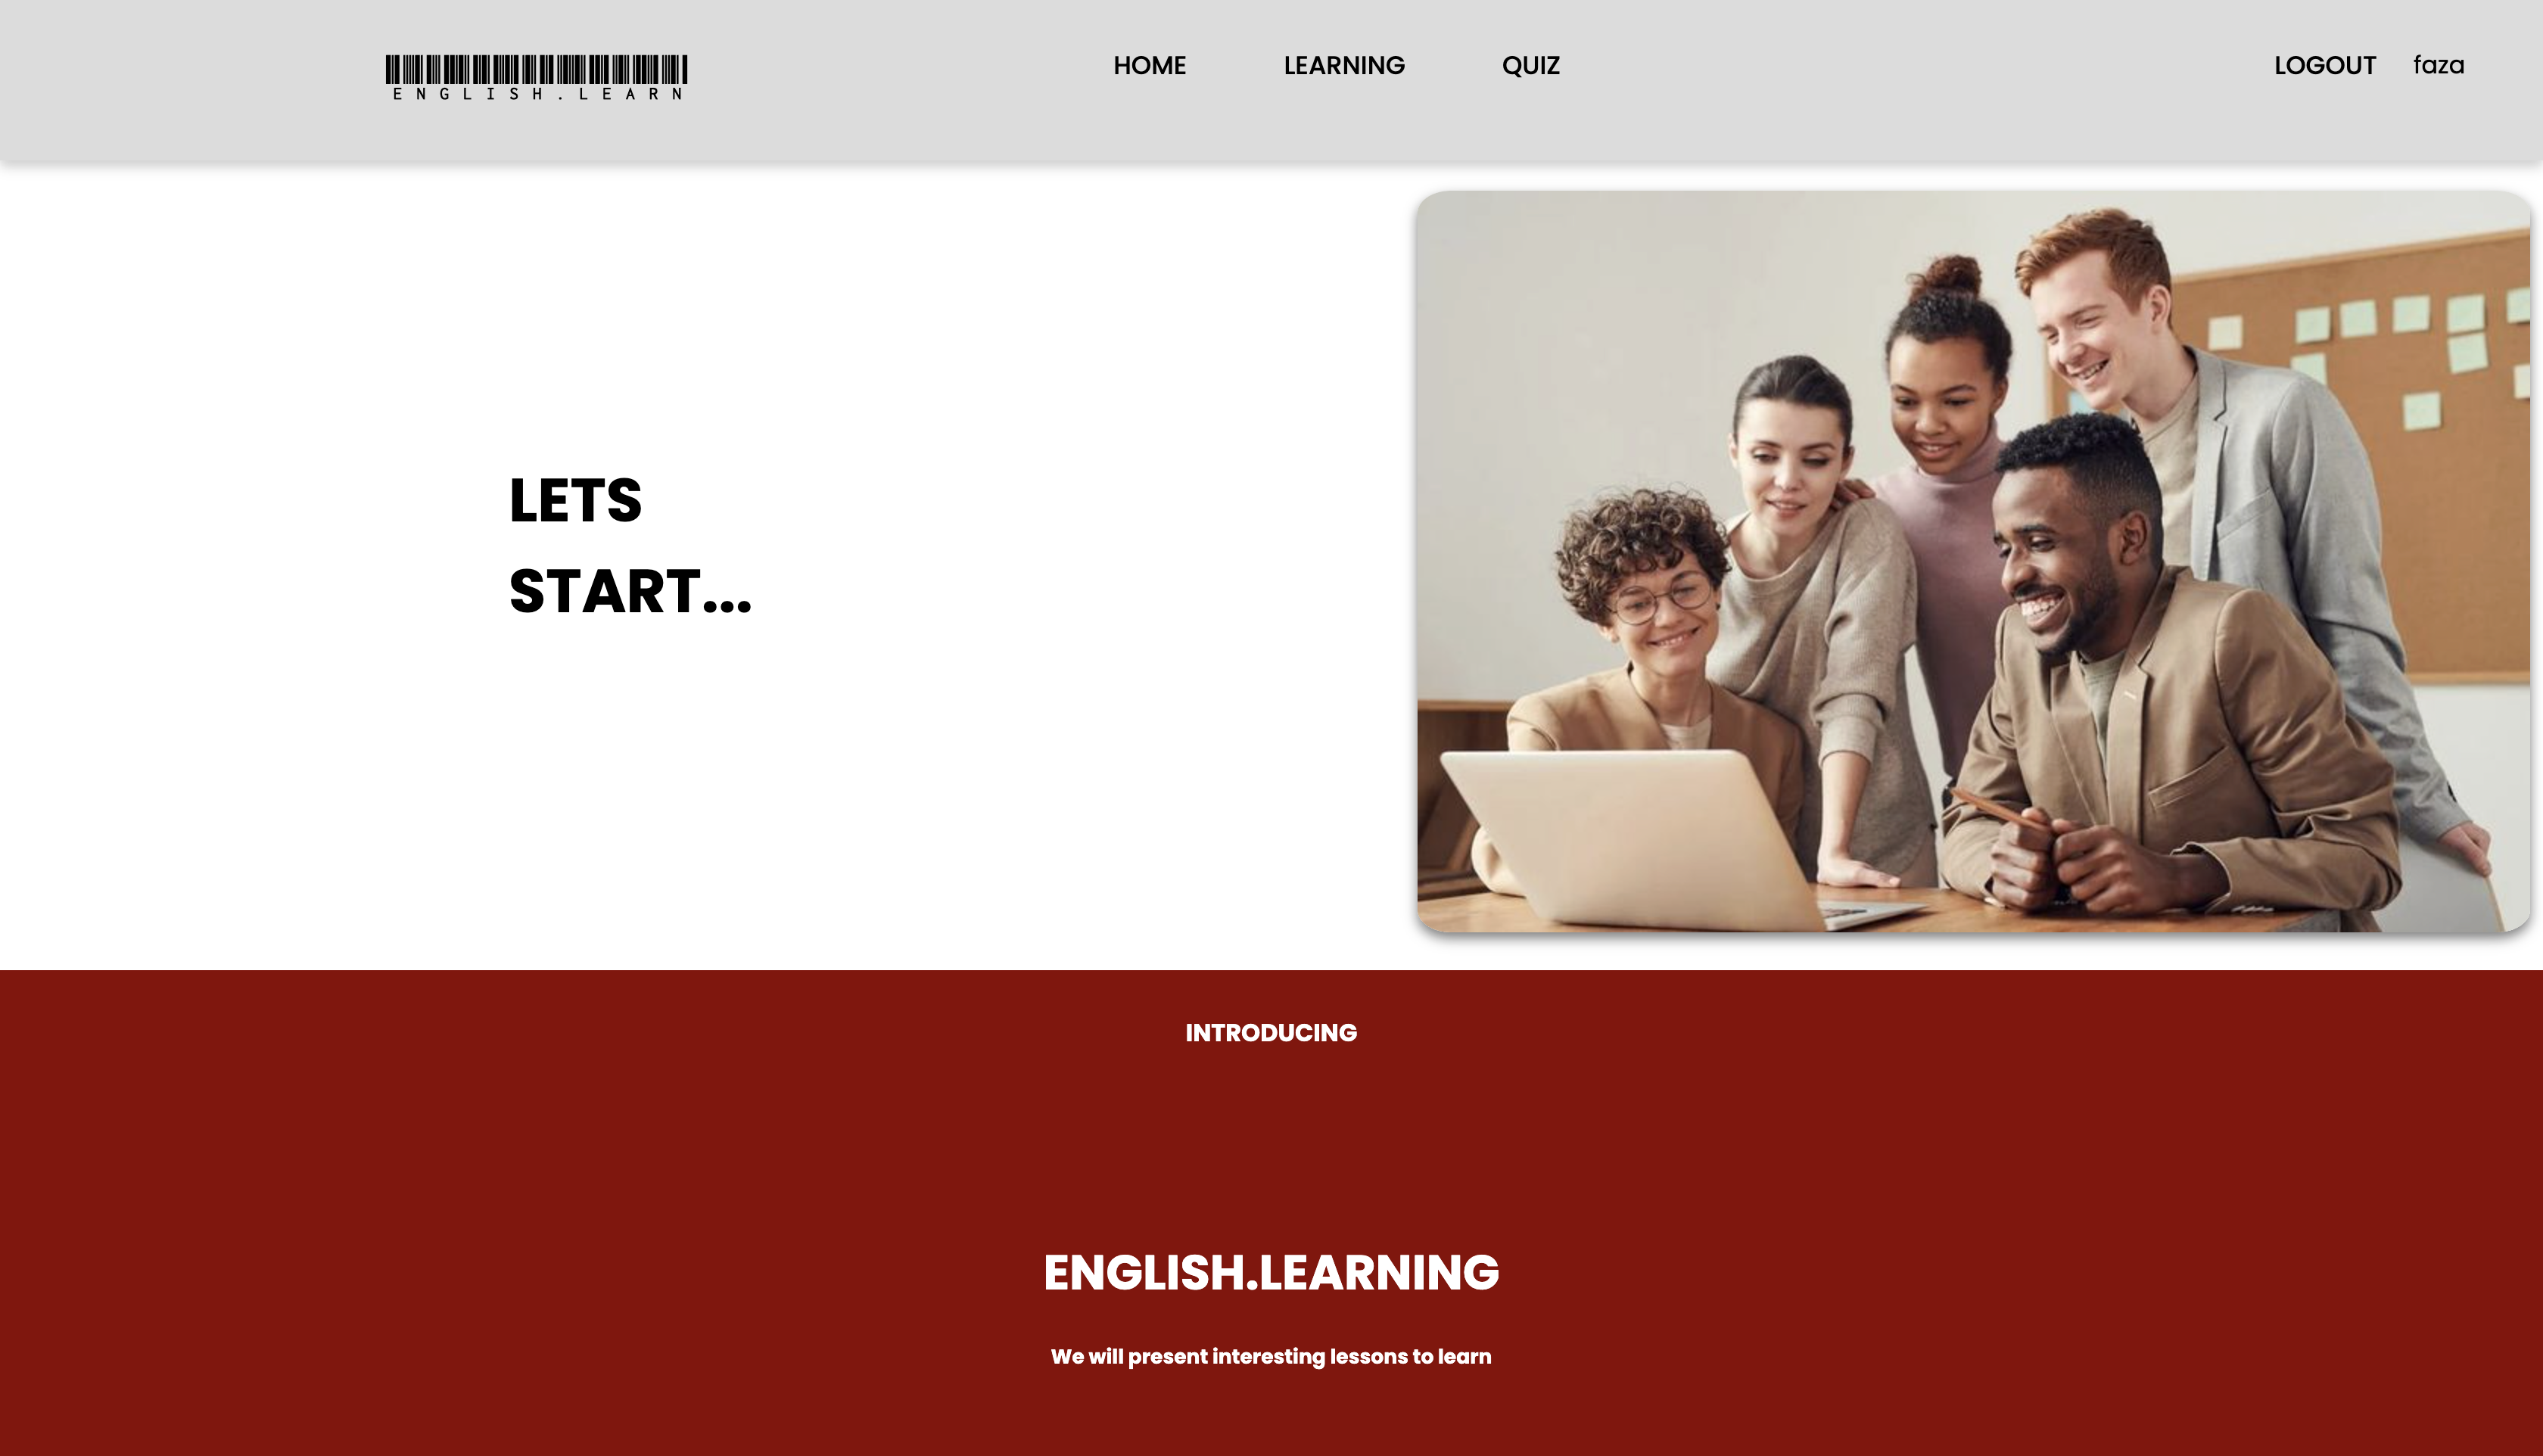 ENGLISH.LEARN
HOME LEARNING QUIZ LOGOUT faza
LETS
START...
INTRODUCING
ENGLISH.LEARNING
We will present interesting lessons to learn